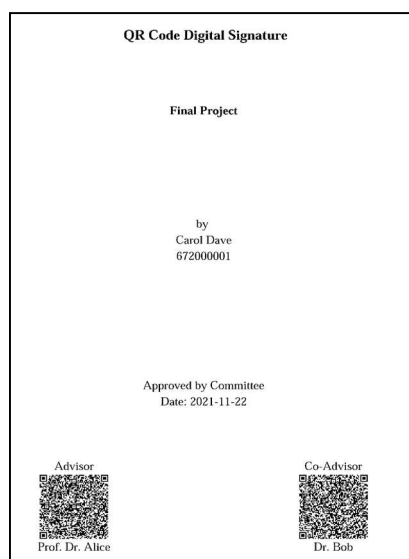 QR Code Digital Signature
Final Project
by
Carol Dave
672000001
Approved by Committee
Date: 2021-11-22
Advisor
Co-Advisor
Prof. Dr. Alice
Dr. Bob